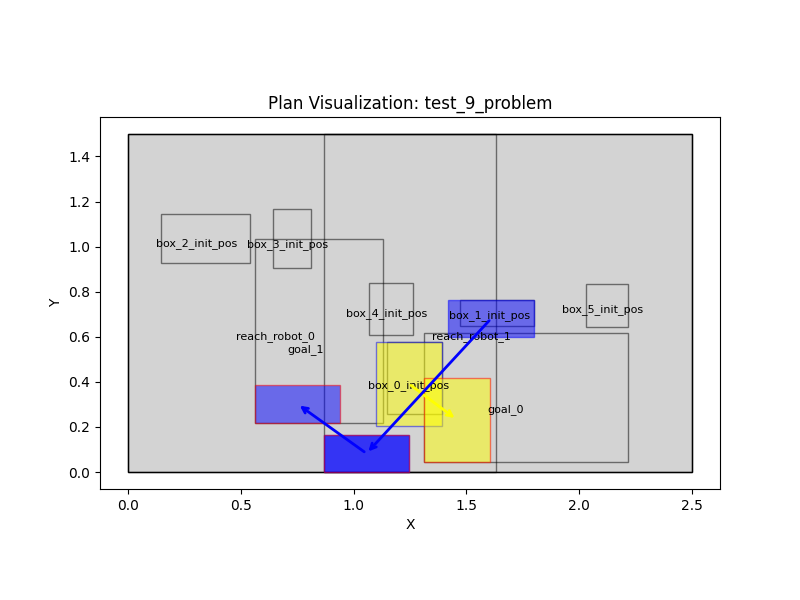 Plan Visualization: test_9_problem
1.4
1.2
1.0
0.8
0.6
0.4
0.2
0.0
Y
box_2_init_pos
box_3_init_pos
box_4_init_pos
box_1_init_pos
box_5_init_pos
reach_robot_0
reach_robot_1
goal_1
box_0_init_pos
goal_0
0.0
0.5
1.0
1.5
2.0
2.5
X